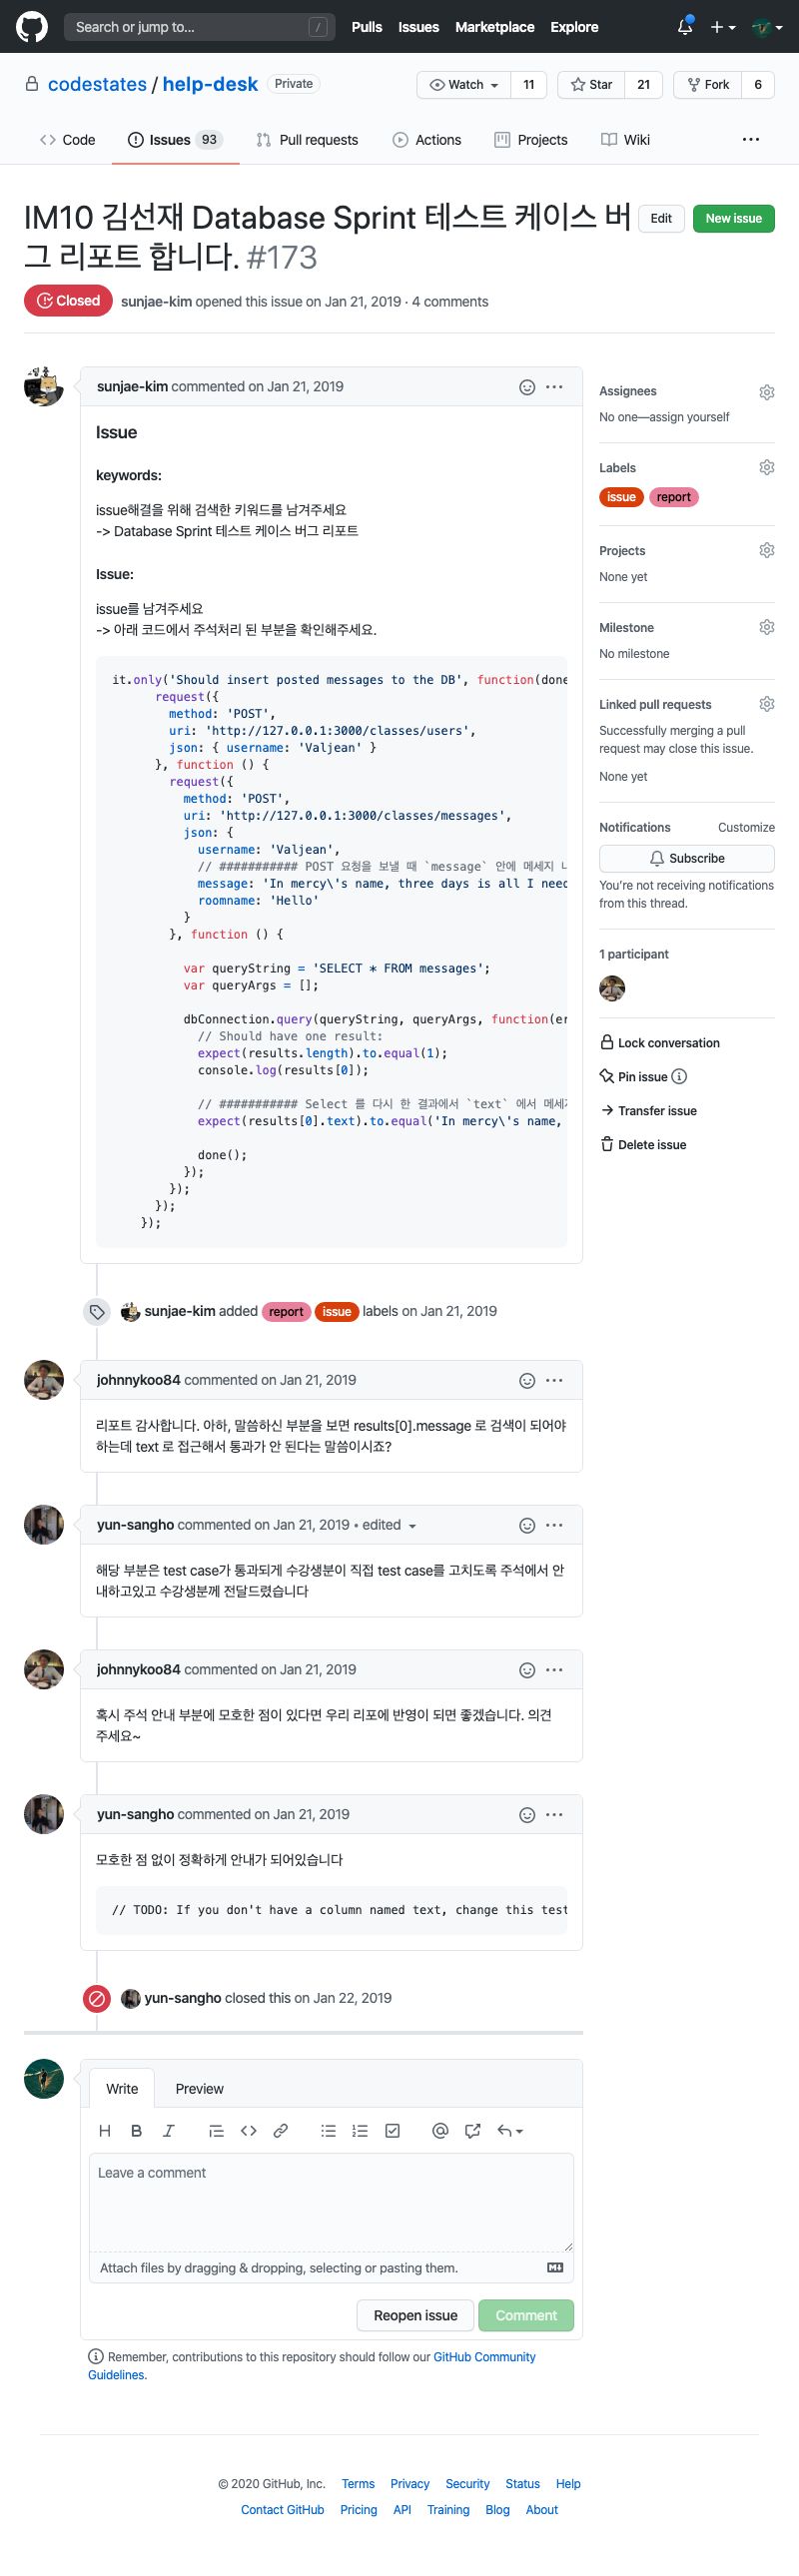 Search or jump to...
/
Pulls Issues Marketplace Explore
codestates / help-desk Private
Watch 11
Star 21
Fork 6
Code
Issues 93
Pull requests
Actions
Projects
Wiki
IM10 김선재 Database Sprint 테스트 케이스 버
그 리포트 합니다. #173
Edit
New issue
Closed
sunjae-kim opened this issue on Jan 21, 2019 · 4 comments
sunjae-kim commented on Jan 21, 2019
Issue
keywords:
issue해결을 위해 검색한 키워드를 남겨주세요
-> Database Sprint 테스트 케이스 버그 리포트
Issue:
issue를 남겨주세요
-> 아래 코드에서 주석처리 된 부분을 확인해주세요.
it.only('Should insert posted messages to the DB', function(done
request({
method: 'POST',
uri: 'http://127.0.0.1:3000/classes/users',
json: { username: 'Valjean' }
}, function () {
request({
method: 'POST',
uri: 'http://127.0.0.1:3000/classes/messages',
json: {
username: 'Valjean',
// ########### POST 요청을 보낼 때 `message` 안에 메세지 
message: 'In mercy\'s name, three days is all I need
roomname: 'Hello'
}
}, function () {
var queryString = 'SELECT * FROM messages';
var queryArgs = [];
dbConnection.query(queryString, queryArgs, function(er
// Should have one result:
expect(results.length).to.equal(1);
console.log(results[0]);
// ########### Select 를 다시 한 결과에서 `text` 에서 
expect(results[0].text).to.equal('In mercy\'s name,
done();
});
});
});
});
sunjae-kim added report issue labels on Jan 21, 2019
johnnykoo84 commented on Jan 21, 2019
리포트 감사합니다. 아하, 말씀하신 부분을 보면 results[0].message 로 검색이 되어야
하는데 text 로 접근해서 통과가 안 된다는 말씀이시죠?
yun-sangho commented on Jan 21, 2019 • edited
해당 부분은 test case가 통과되게 수강생분이 직접 test case를 고치도록 주석에서 안
내하고있고 수강생분께 전달드렸습니다
johnnykoo84 commented on Jan 21, 2019
혹시 주석 안내 부분에 모호한 점이 있다면 우리 리포에 반영이 되면 좋겠습니다. 의견
주세요~
yun-sangho commented on Jan 21, 2019
모호한 점 없이 정확하게 안내가 되어있습니다
// TODO: If you don't have a column named text, change this test
yun-sangho closed this on Jan 22, 2019
Write Preview
Leave a comment
Attach files by dragging & dropping, selecting or pasting them.
Reopen issue
Comment
Remember, contributions to this repository should follow our GitHub Community
Guidelines.
Assignees
No one—assign yourself
Labels
issue report
Projects
None yet
Milestone
No milestone
Linked pull requests
Successfully merging a pull
request may close this issue.
None yet
Notifications Customize
Subscribe
You're not receiving notifications
from this thread.
1 participant
Lock conversation
Pin issue
Transfer issue
Delete issue
© 2020 GitHub, Inc. Terms Privacy Security Status Help
Contact GitHub Pricing API Training Blog About